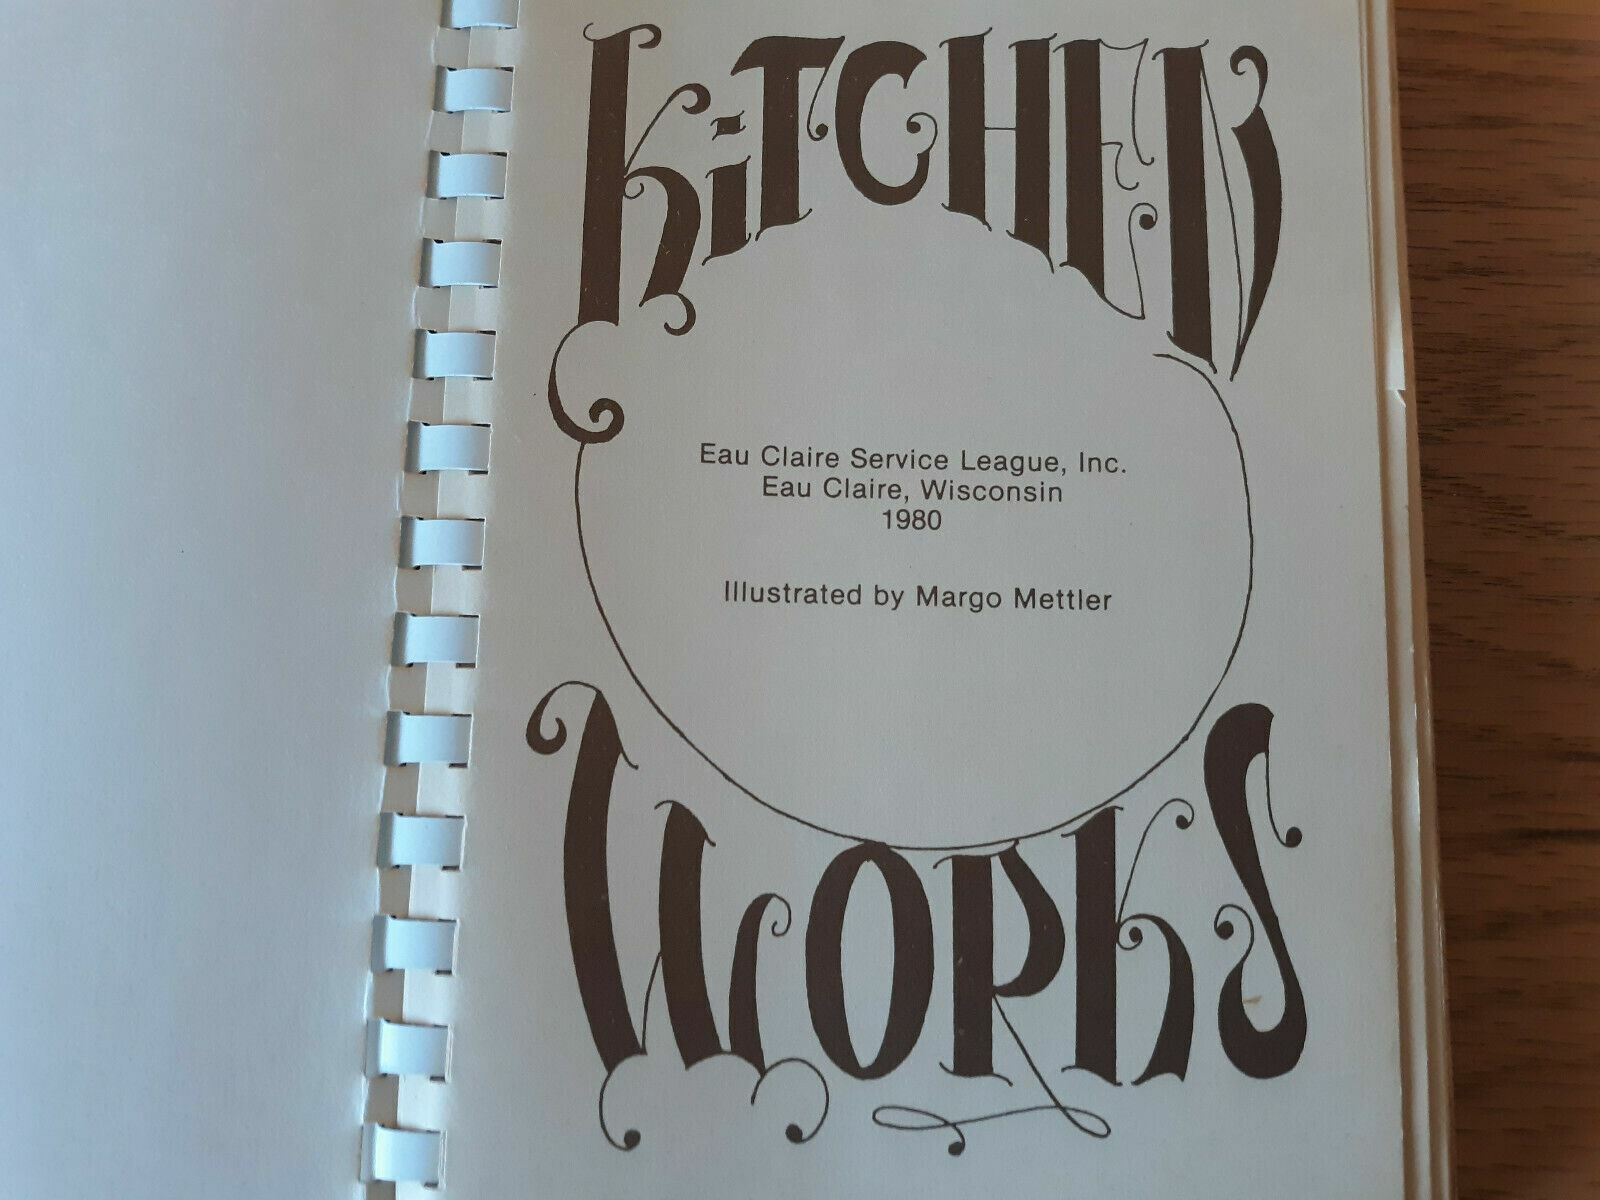 KiTCHEN
Eau Claire Service League, Inc.
Eau Claire, Wisconsin
1980
Illustrated by Margo Mettler
WORKS